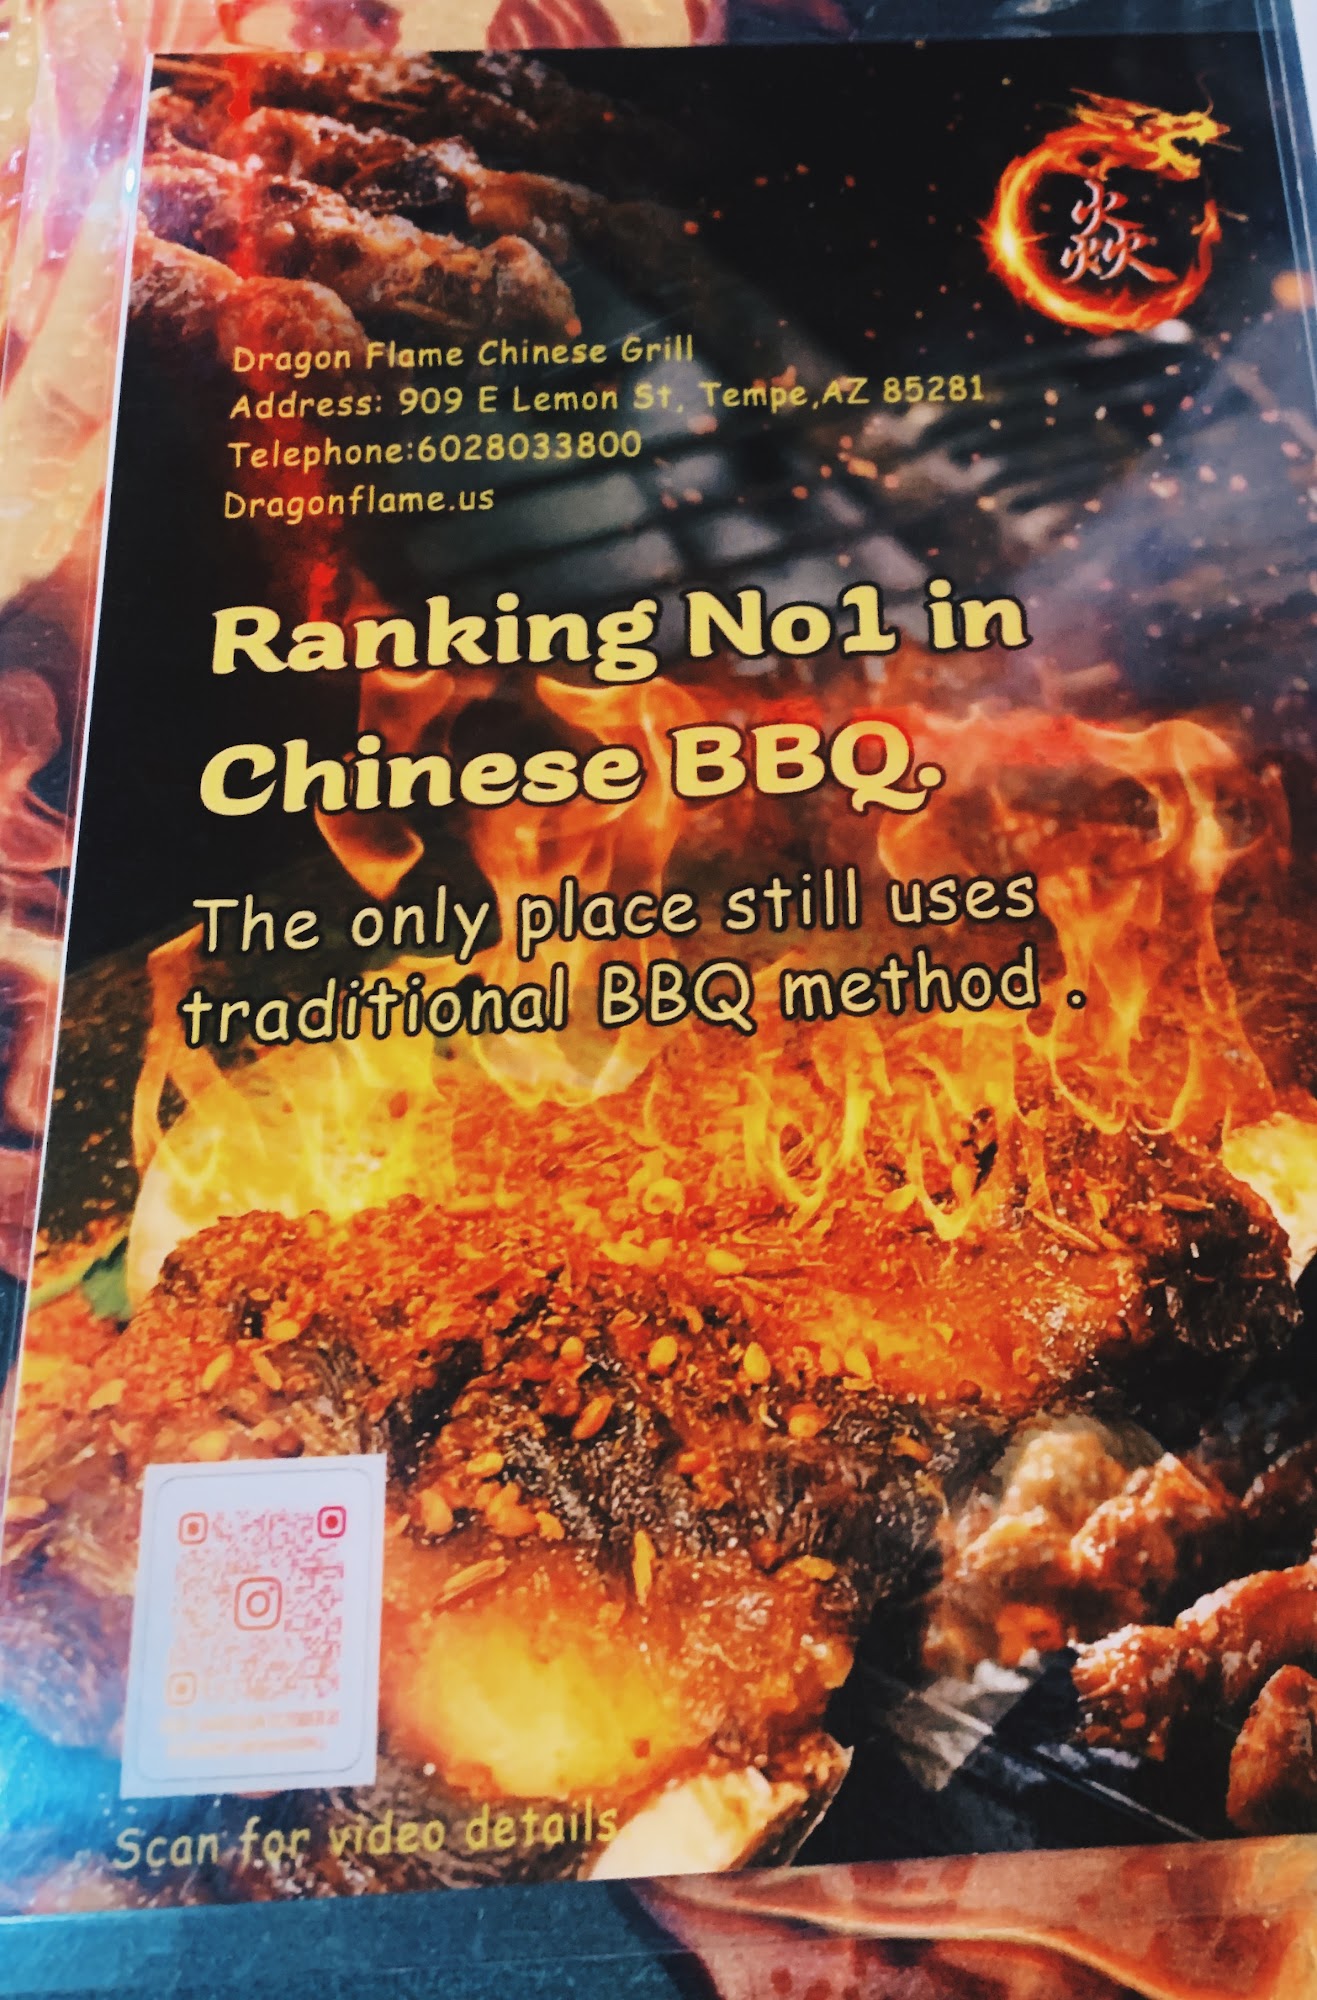 焱
Dragon Flame Chinese Grill
Address: 909 E Lemon St, Tempe,AZ 85281
Telephone:6028033800
Dragonflame.us
Ranking No1 in
Chinese BBQ.
The only place still uses
traditional BBQ method .
Scan for video details